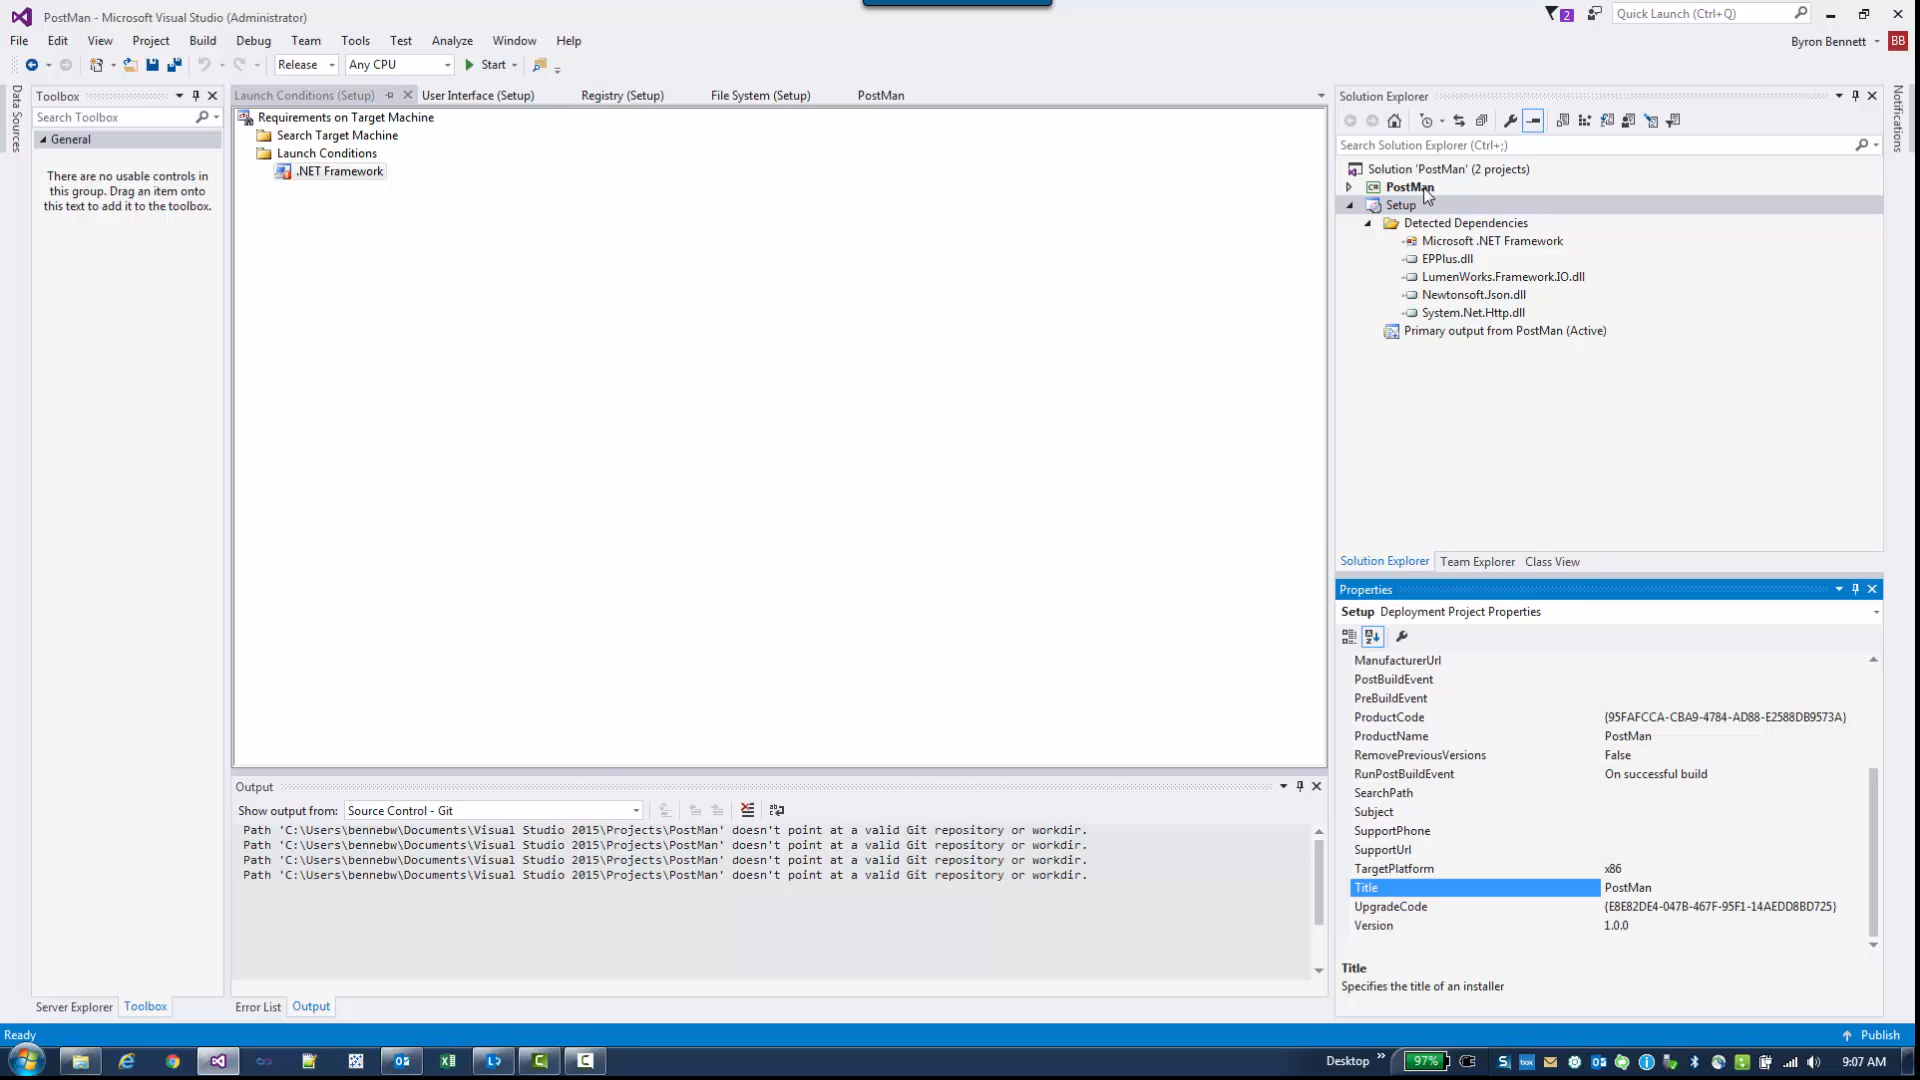 PostMan - Microsoft Visual Studio (Administrator)
2
Quick Launch (Ctrl+Q)
File Edit View Project Build Debug Team Tools Test Analyze Window Help
Byron Bennett BB
Release Any CPU Start
Data Sources
Toolbox
Search Toolbox
General
There are no usable controls in
this group. Drag an item onto
this text to add it to the toolbox.
Launch Conditions (Setup) User Interface (Setup) Registry (Setup) File System (Setup) PostMan
Requirements on Target Machine
Search Target Machine
Launch Conditions
.NET Framework
Solution Explorer
Notifications
Search Solution Explorer (Ctrl+;)
Solution 'PostMan' (2 projects)
C# PostMan
Setup
Detected Dependencies
Microsoft .NET Framework
EPPlus.dll
LumenWorks.Framework.IO.dll
Newtonsoft.Json.dll
System.Net.Http.dll
Primary output from PostMan (Active)
Solution Explorer Team Explorer Class View
Properties
Setup Deployment Project Properties
ManufacturerUrl
PostBuildEvent
PreBuildEvent
ProductCode {95FAFCCA-CBA9-4784-AD88-E2588DB9573A}
ProductName PostMan
RemovePreviousVersions False
RunPostBuildEvent On successful build
SearchPath
Subject
SupportPhone
SupportUrl
TargetPlatform x86
Title PostMan
UpgradeCode {E8E82DE4-047B-467F-95F1-14AEDD8BD725}
Version 1.0.0
Title
Specifies the title of an installer
Output
Show output from: Source Control - Git
Path 'C:\Users\bennebw\Documents\Visual Studio 2015\Projects\PostMan' doesn't point at a valid Git repository or workdir.
Path 'C:\Users\bennebw\Documents\Visual Studio 2015\Projects\PostMan' doesn't point at a valid Git repository or workdir.
Path 'C:\Users\bennebw\Documents\Visual Studio 2015\Projects\PostMan' doesn't point at a valid Git repository or workdir.
Path 'C:\Users\bennebw\Documents\Visual Studio 2015\Projects\PostMan' doesn't point at a valid Git repository or workdir.
Server Explorer Toolbox
Error List Output
Ready
Publish
Desktop 97% 9:07 AM